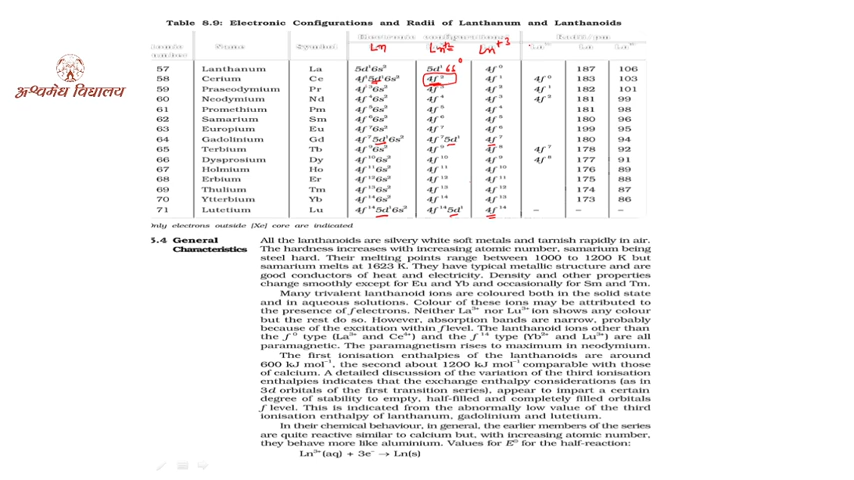 Table 8.9: Electronic Configurations and Radii of Lanthanum and Lanthanoids
Ln Ln+2 Ln+3
Name Symbol
57 Lanthanum La 5d¹6s² 5d¹ 6s⁰ 4f⁰ 187 106
58 Cerium Ce 4f¹5d¹6s² 4f² 4f¹ 4f⁰ 183 103
59 Praseodymium Pr 4f³6s² 4f³ 4f² 4f¹ 182 101
60 Neodymium Nd 4f⁴6s² 4f⁴ 4f³ 4f² 181 99
61 Promethium Pm 4f⁵6s² 4f⁵ 4f⁴ 181 98
62 Samarium Sm 4f⁶6s² 4f⁶ 4f⁵ 180 96
63 Europium Eu 4f⁷6s² 4f⁷ 4f⁶ 199 95
64 Gadolinium Gd 4f⁷5d¹6s² 4f⁷5d¹ 4f⁷ 180 94
65 Terbium Tb 4f⁹6s² 4f⁹ 4f⁸ 4f⁷ 178 92
66 Dysprosium Dy 4f¹⁰6s² 4f¹⁰ 4f⁹ 4f⁸ 177 91
67 Holmium Ho 4f¹¹6s² 4f¹¹ 4f¹⁰ 176 89
68 Erbium Er 4f¹²6s² 4f¹² 4f¹¹ 175 88
69 Thulium Tm 4f¹³6s² 4f¹³ 4f¹² 174 87
70 Ytterbium Yb 4f¹⁴6s² 4f¹⁴ 4f¹³ 173 86
71 Lutetium Lu 4f¹⁴5d¹6s² 4f¹⁴5d¹ 4f¹⁴ – – –
अश्वमेध विद्यालय
Only electrons outside [Xe] core are indicated
5.4 General Characteristics
All the lanthanoids are silvery white soft metals and tarnish rapidly in air.
The hardness increases with increasing atomic number, samarium being
steel hard. Their melting points range between 1000 to 1200 K but
samarium melts at 1623 K. They have typical metallic structure and are
good conductors of heat and electricity. Density and other properties
change smoothly except for Eu and Yb and occasionally for Sm and Tm.
Many trivalent lanthanoid ions are coloured both in the solid state
and in aqueous solutions. Colour of these ions may be attributed to
the presence of f electrons. Neither La³⁺ nor Lu³⁺ ion shows any colour
but the rest do so. However, absorption bands are narrow, probably
because of the excitation within f level. The lanthanoid ions other than
the f⁰ type (La³⁺ and Ce⁴⁺) and the f¹⁴ type (Yb²⁺ and Lu³⁺) are all
paramagnetic. The paramagnetism rises to maximum in neodymium.
The first ionisation enthalpies of the lanthanoids are around
600 kJ mol⁻¹, the second about 1200 kJ mol⁻¹ comparable with those
of calcium. A detailed discussion of the variation of the third ionisation
enthalpies indicates that the exchange enthalpy considerations (as in
3d orbitals of the first transition series), appear to impart a certain
degree of stability to empty, half-filled and completely filled orbitals
f level. This is indicated from the abnormally low value of the third
ionisation enthalpy of lanthanum, gadolinium and lutetium.
In their chemical behaviour, in general, the earlier members of the series
are quite reactive similar to calcium but, with increasing atomic number,
they behave more like aluminium. Values for E⁰ for the half-reaction:
Ln³⁺(aq) + 3e⁻ → Ln(s)